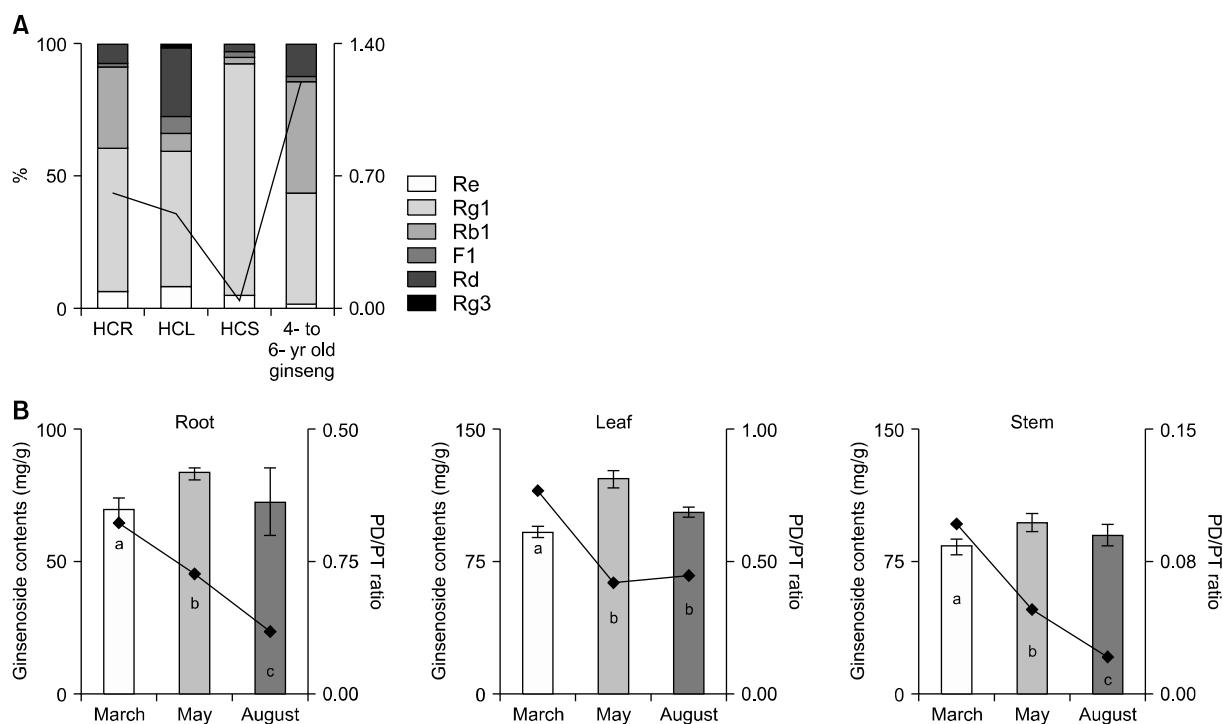 A
100
50
0
%
1.40
0.70
0.00
HCR
HCL
HCS
4- to
6- yr old
ginseng
Re
Rg1
Rb1
F1
Rd
Rg3
B
Root
100
50
0
Ginsenoside contents (mg/g)
0.50
0.75
0.00
PD/PT ratio
a
b
c
March
May
August
Leaf
150
75
0
Ginsenoside contents (mg/g)
1.00
0.50
0.00
PD/PT ratio
a
b
b
March
May
August
Stem
150
75
0
Ginsenoside contents (mg/g)
0.15
0.08
0.00
PD/PT ratio
a
b
c
March
May
August